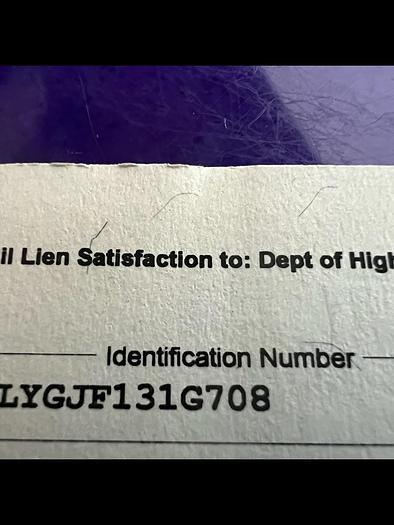 il Lien Satisfaction to: Dept of High
Identification Number
LYGJF131G708